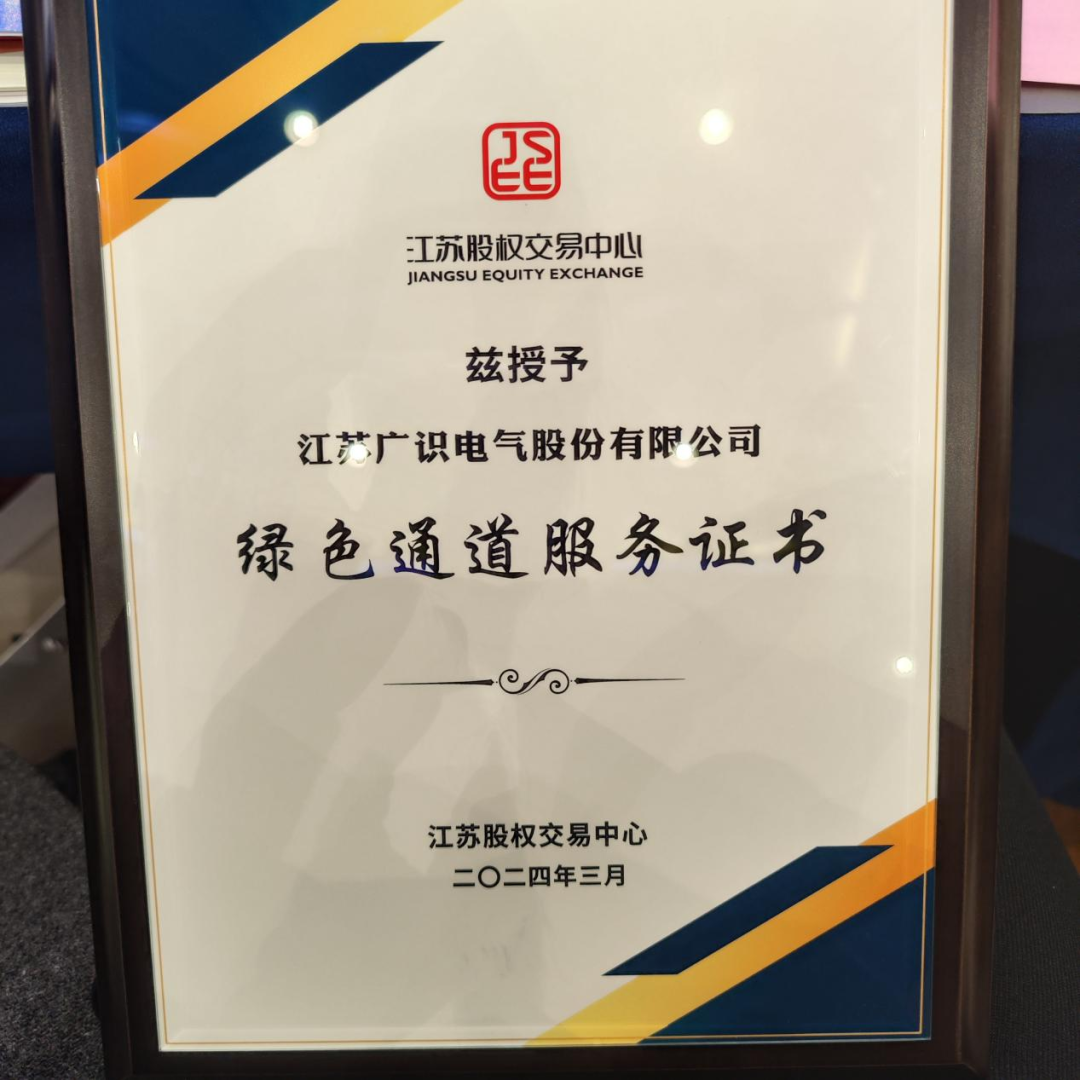 JS
EE
江苏股权交易中心
JIANGSU EQUITY EXCHANGE
兹授予
江苏广识电气股份有限公司
绿色通道服务证书
江苏股权交易中心
二〇二四年三月